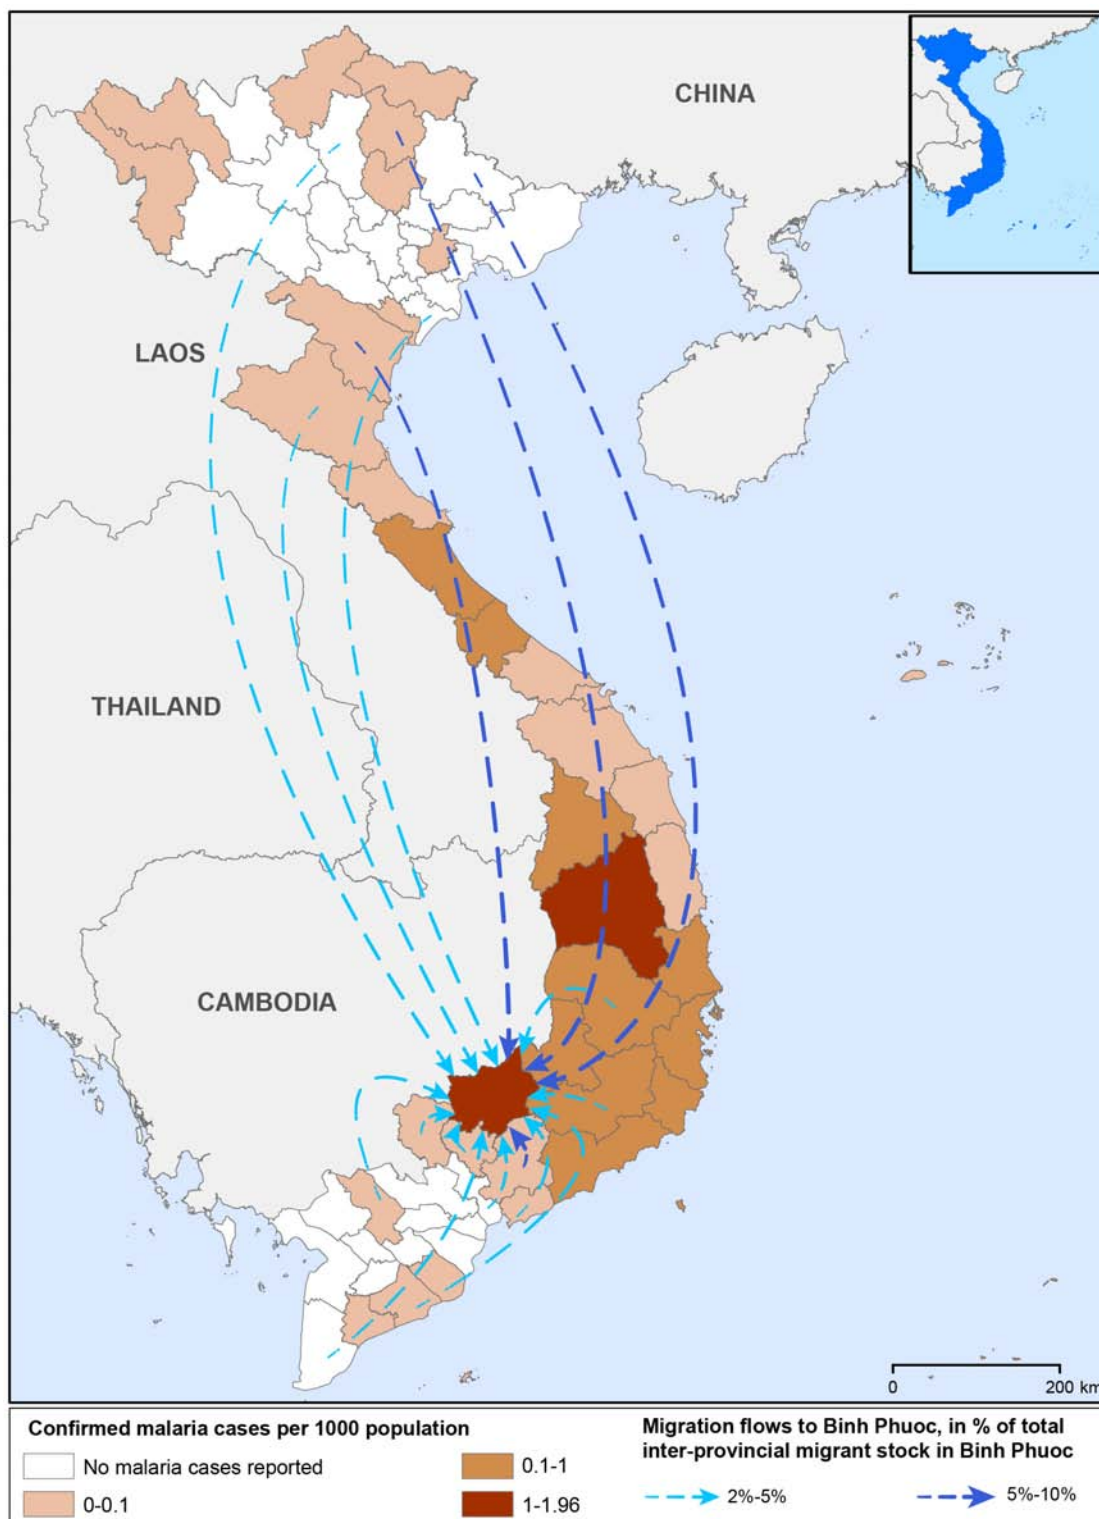 CHINA
LAOS
THAILAND
CAMBODIA
0 200 km
Confirmed malaria cases per 1000 population
No malaria cases reported
0-0.1
0.1-1
1-1.96
Migration flows to Binh Phuoc, in % of total
inter-provincial migrant stock in Binh Phuoc
2%-5%
5%-10%